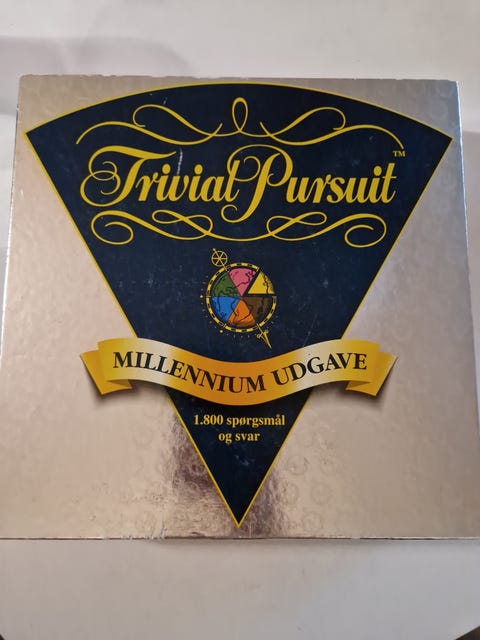 Trivial Pursuit™
MILLENNIUM UDGAVE
1.800 spørgsmål
og svar